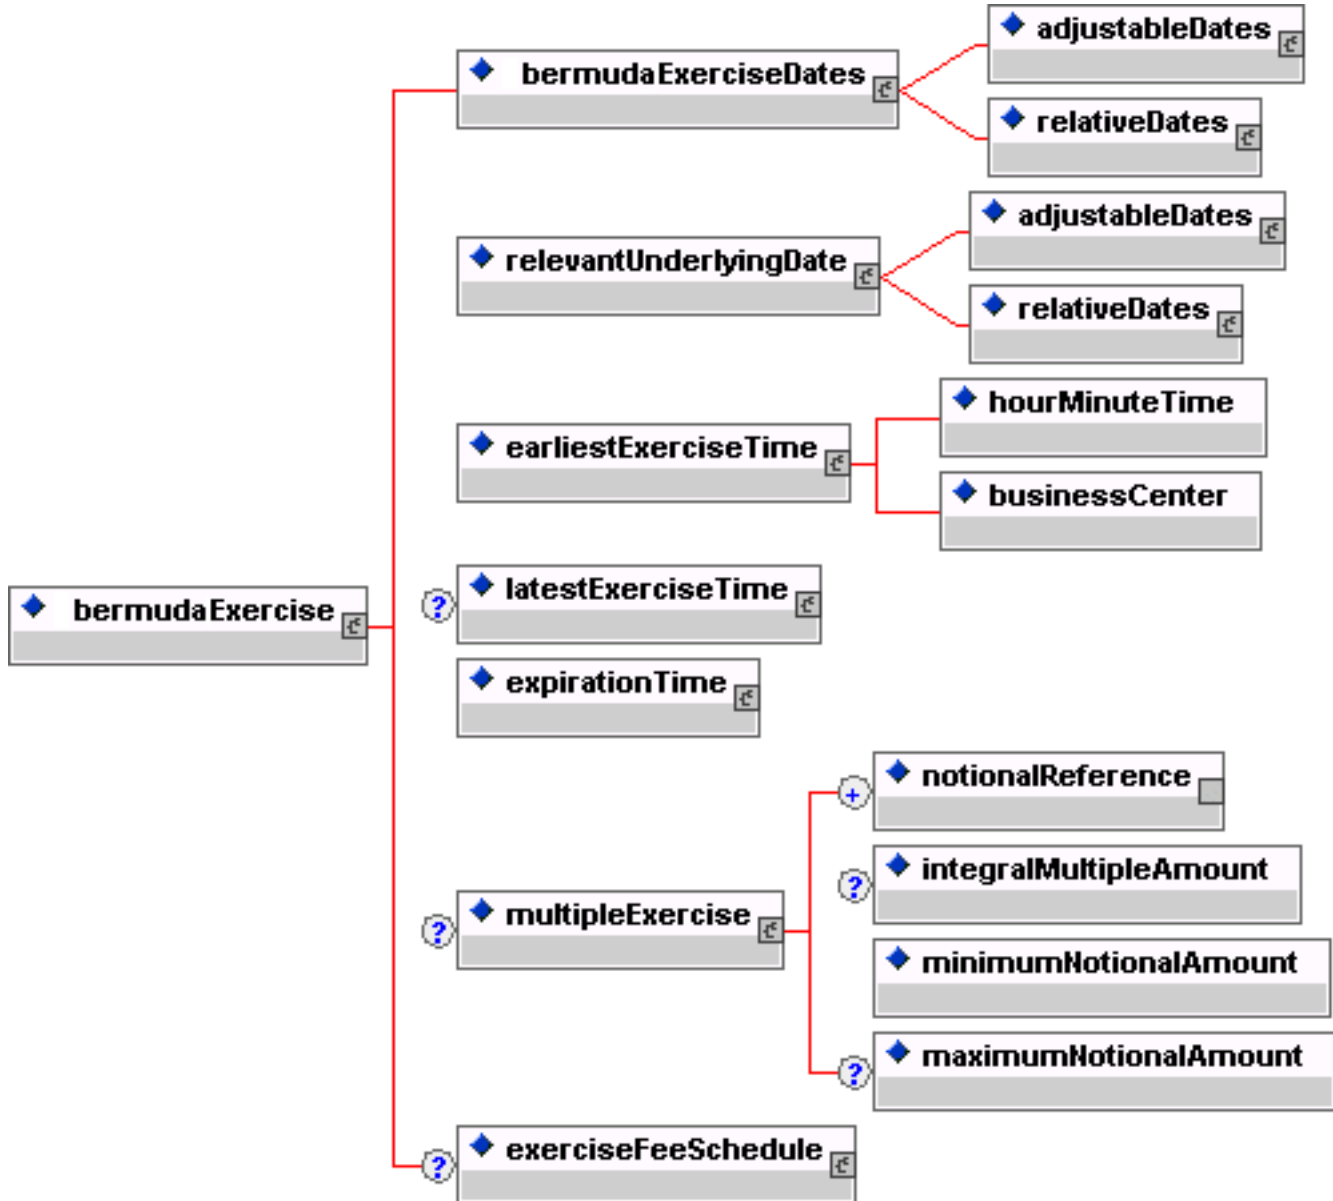 adjustableDates
bermudaExerciseDates
relativeDates
adjustableDates
relevantUnderlyingDate
relativeDates
hourMinuteTime
earliestExerciseTime
businessCenter
? latestExerciseTime
bermudaExercise
expirationTime
+ notionalReference
? integralMultipleAmount
? multipleExercise
minimumNotionalAmount
? maximumNotionalAmount
? exerciseFeeSchedule